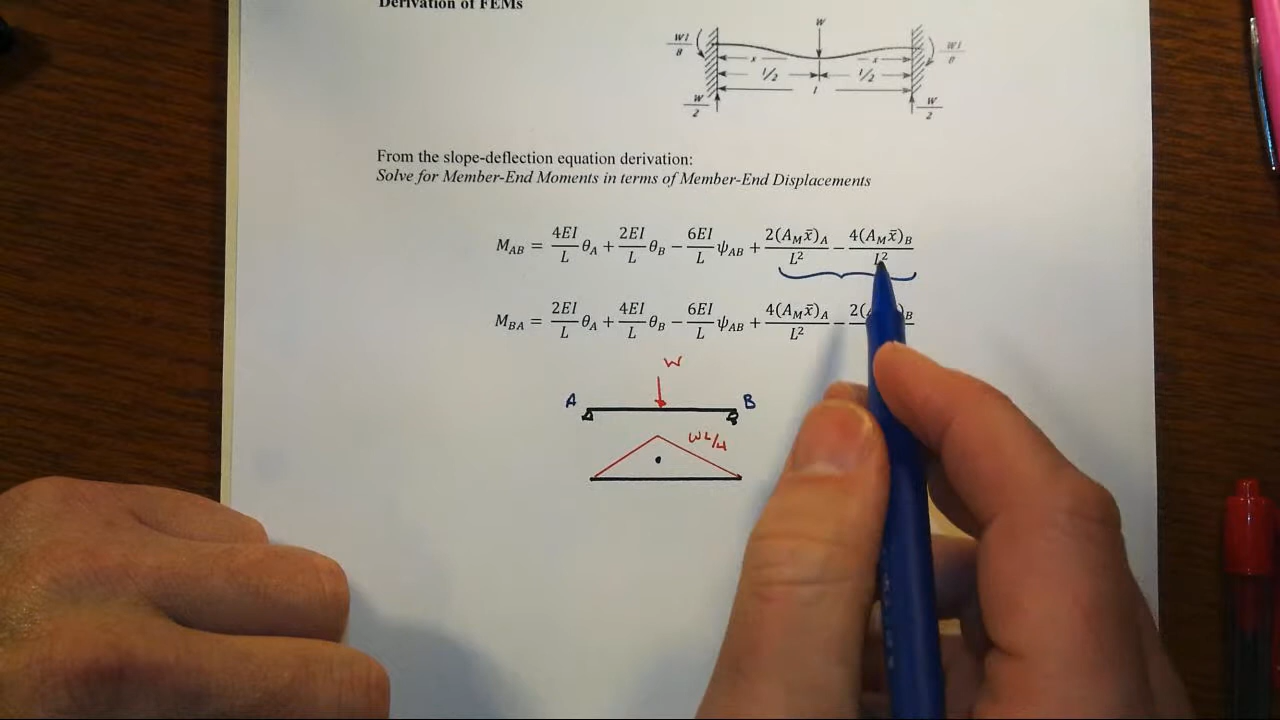 Derivation of FEMs
W
Wl/8
Wl/8
x x
l/2 l/2
l
W/2 W/2
From the slope-deflection equation derivation:
Solve for Member-End Moments in terms of Member-End Displacements
M_AB = 4EI/L θ_A + 2EI/L θ_B − 6EI/L ψ_AB + 2(A_M x̄)_A/L² − 4(A_M x̄)_B/L²
M_BA = 2EI/L θ_A + 4EI/L θ_B − 6EI/L ψ_AB + 4(A_M x̄)_A/L² − 2( )_B
W
A B
WL/4